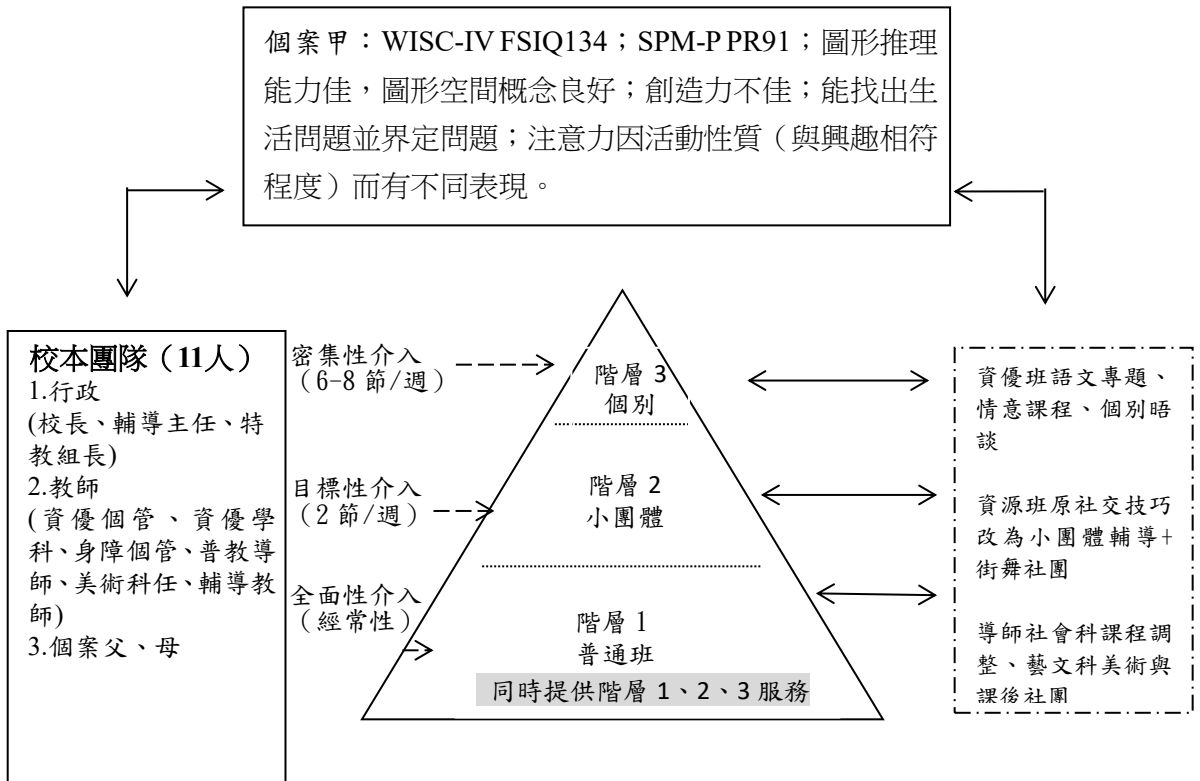 個案甲：WISC-IV FSIQ134；SPM-P PR91；圖形推理
能力佳，圖形空間概念良好；創造力不佳；能找出生
活問題並界定問題；注意力因活動性質（與興趣相符
程度）而有不同表現。
校本團隊（11人）
1.行政
(校長、輔導主任、特
教組長)
2.教師
(資優個管、資優學
科、身障個管、普教導
師、美術科任、輔導教
師)
3.個案父、母
密集性介入
（6-8 節/週）
目標性介入
（2 節/週）
全面性介入
（經常性）
階層 3
個別
階層 2
小團體
階層 1
普通班
同時提供階層 1、2、3 服務
資優班語文專題、
情意課程、個別晤
談
資源班原社交技巧
改為小團體輔導+
街舞社團
導師社會科課程調
整、藝文科美術與
課後社團